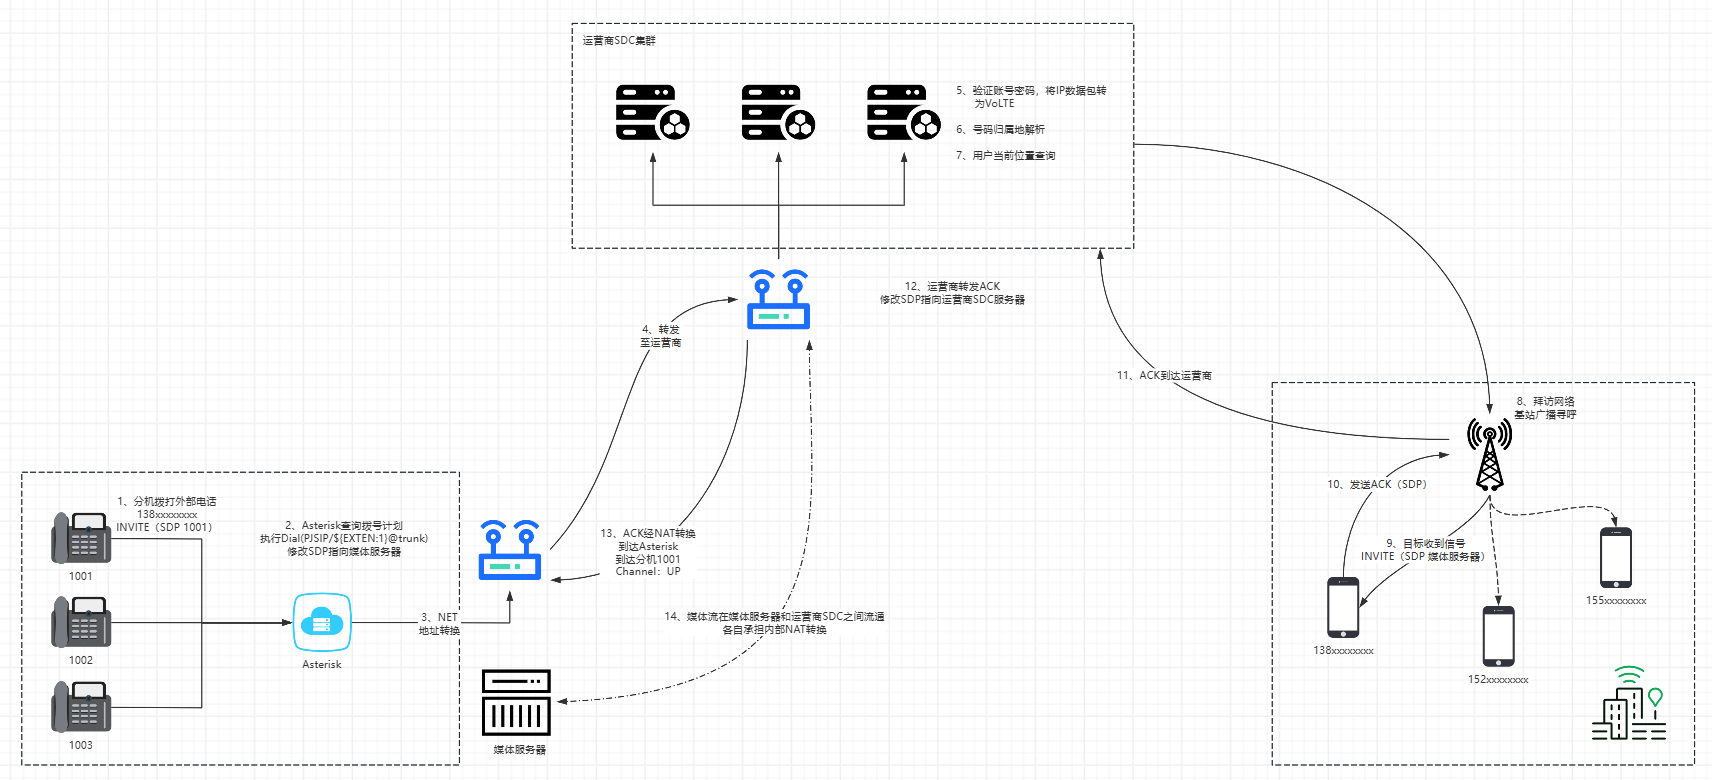 运营商SDC集群
5、验证账号密码，将IP数据包转
为VoLTE
6、号码归属地解析
7、用户当前位置查询
12、运营商转发ACK
修改SDP指向运营商SDC服务器
4、转发
至运营商
11、ACK到达运营商
8、拜访网络
基站广播寻呼
10、发送ACK（SDP）
9、目标收到信号
INVITE（SDP 媒体服务器）
138xxxxxxxx
152xxxxxxxx
155xxxxxxxx
1、分机拨打外部电话
138xxxxxxxx
INVITE（SDP 1001）
2、Asterisk查询拨号计划
执行Dial(PJSIP/${EXTEN:1}@trunk)
修改SDP指向媒体服务器
1001
1002
1003
Asterisk
3、NET
地址转换
13、ACK经NAT转换
到达Asterisk
到达分机1001
Channel：UP
14、媒体流在媒体服务器和运营商SDC之间流通
各自承担内部NAT转换
媒体服务器